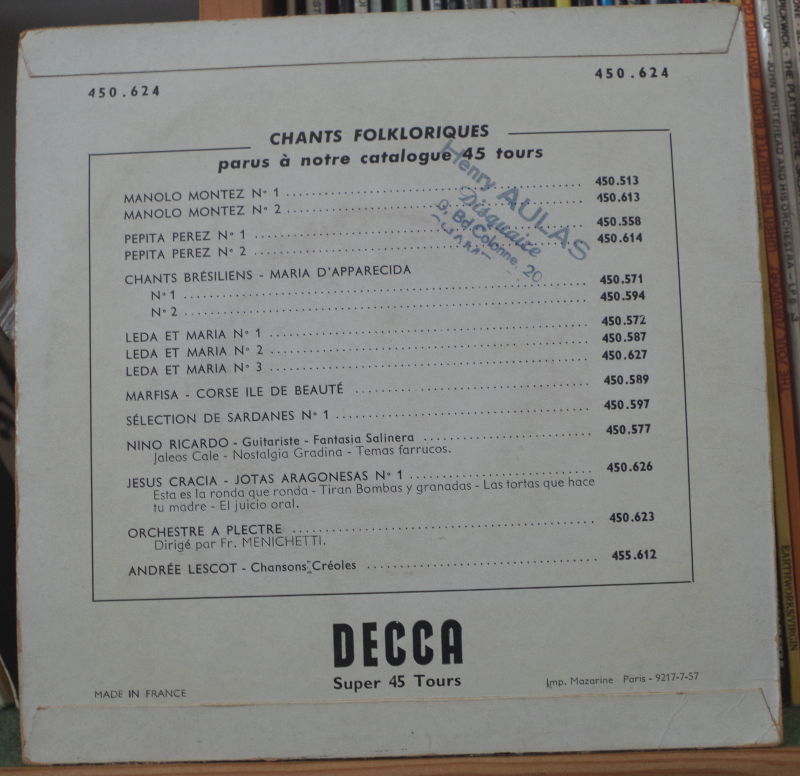 450.624
450.624
CHANTS FOLKLORIQUES
parus à notre catalogue 45 tours
MANOLO MONTEZ N° 1 450.513
MANOLO MONTEZ N° 2 450.613
PEPITA PEREZ N° 1 450.558
PEPITA PEREZ N° 2 450.614
CHANTS BRÉSILIENS - MARIA D'APPARECIDA
N° 1 450.571
N° 2 450.594
LEDA ET MARIA N° 1 450.572
LEDA ET MARIA N° 2 450.587
LEDA ET MARIA N° 3 450.627
MARFISA - CORSE ILE DE BEAUTÉ 450.589
SÉLECTION DE SARDANES N° 1 450.597
NINO RICARDO - Guitariste - Fantasia Salinera 450.577
Jaleos Cale - Nostalgia Gradina - Temas farrucos.
JESUS CRACIA - JOTAS ARAGONESAS N° 1 450.626
Esta es la ronda que ronda - Tiran Bombas y granadas - Las tortas que hace
tu madre - El juicio oral.
ORCHESTRE A PLECTRE 450.623
Dirigé par Fr. MENICHETTI.
ANDRÉE LESCOT - Chansons Créoles 455.612
Henry AULAS
Disquaire
9, Bd Colonne, 20
DECCA
Super 45 Tours
MADE IN FRANCE
Imp. Mazarine Paris - 9217-7-57
EARTHWORKS/VIRGIN